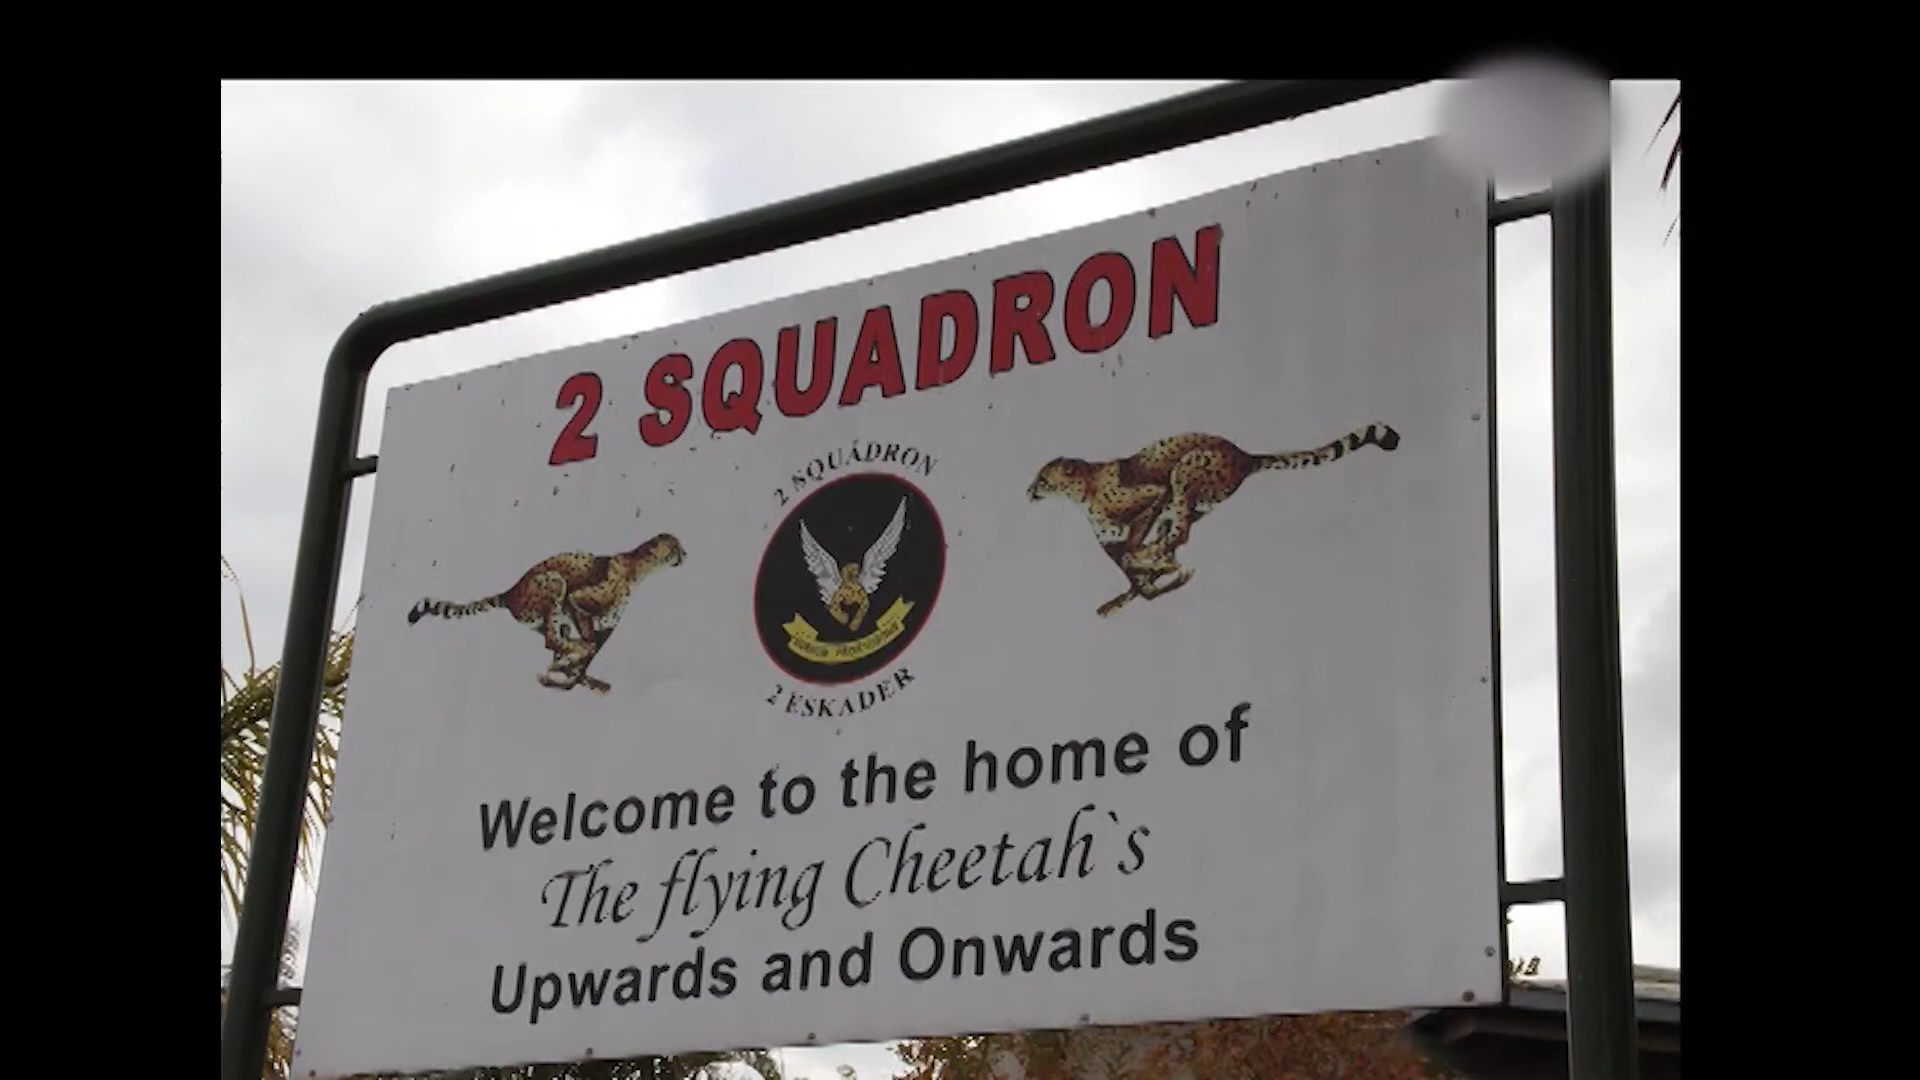 2 SQUADRON
2 SQUADRON
2 ESKADER
Welcome to the home of
The flying Cheetah`s
Upwards and Onwards